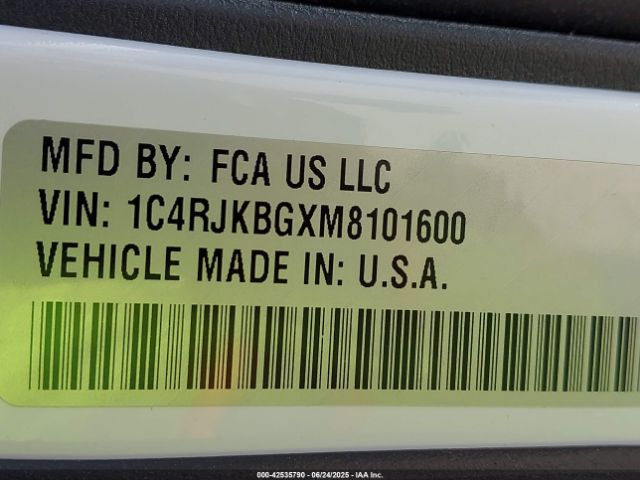 MFD BY: FCA US LLC
VIN: 1C4RJKBGXM8101600
VEHICLE MADE IN: U.S.A.
000-42535790 - 06/24/2025 - IAA Inc.